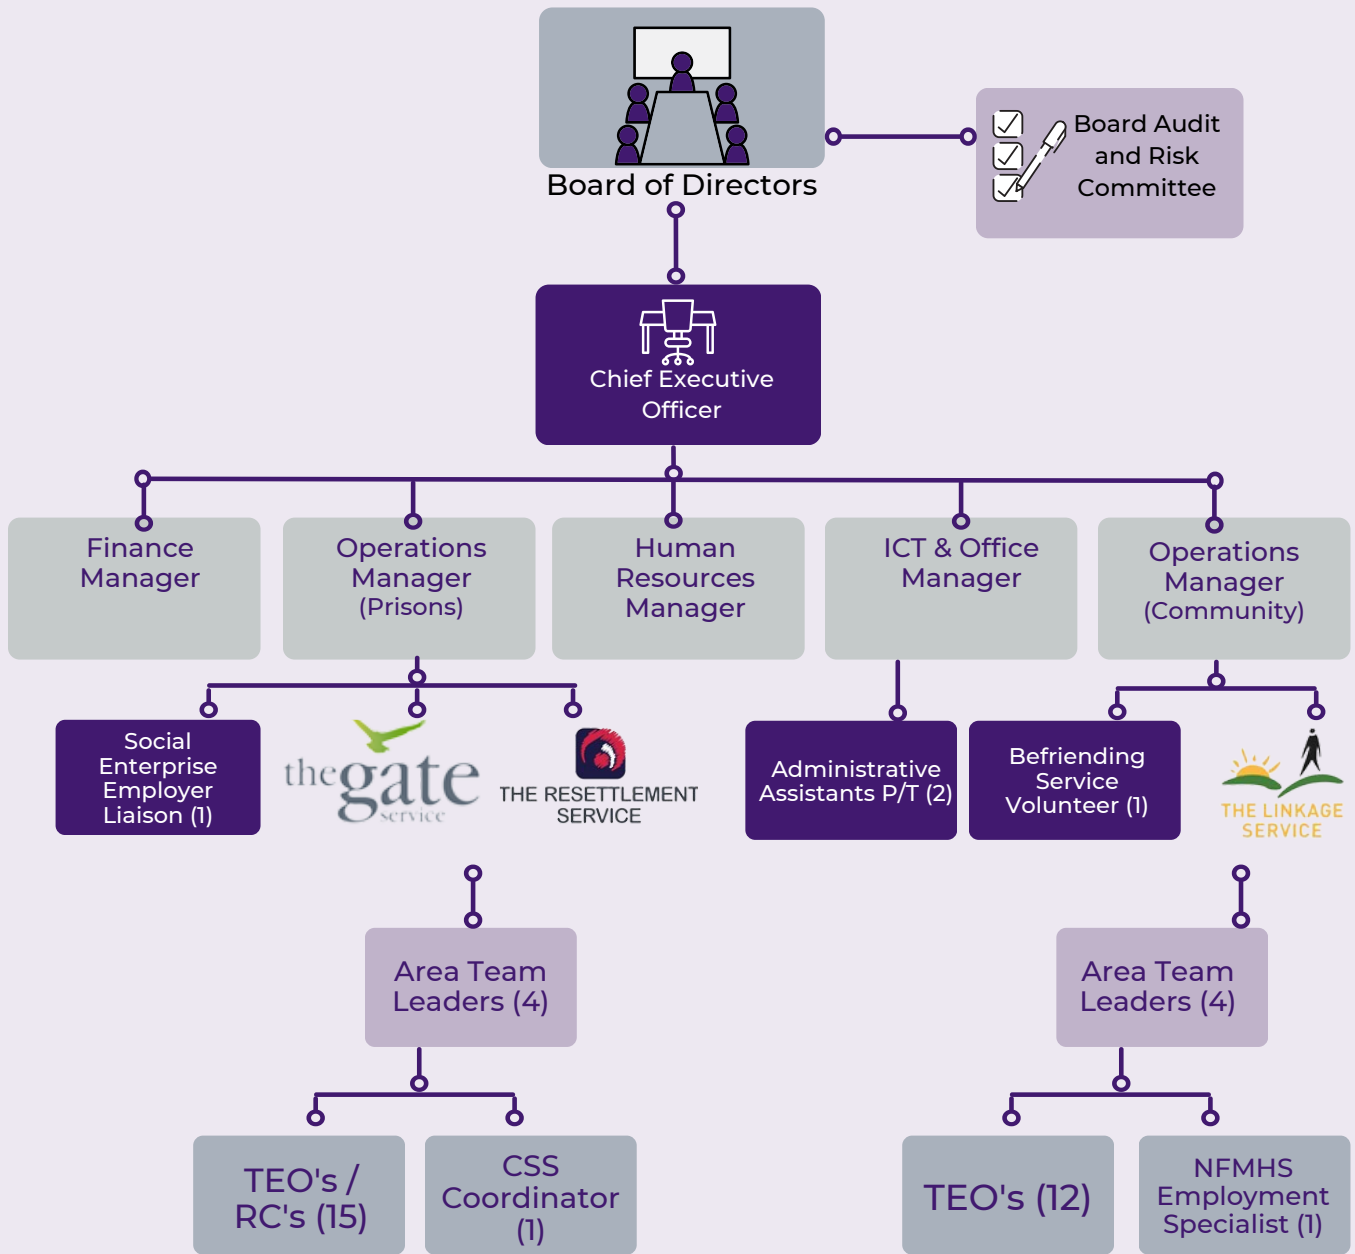 Board of Directors
Board Audit
and Risk
Committee
Chief Executive
Officer
Finance
Manager
Operations
Manager
(Prisons)
Human
Resources
Manager
ICT & Office
Manager
Operations
Manager
(Community)
Social
Enterprise
Employer
Liaison (1)
the gate
service
THE RESETTLEMENT
SERVICE
Administrative
Assistants P/T (2)
Befriending
Service
Volunteer (1)
THE LINKAGE
SERVICE
Area Team
Leaders (4)
Area Team
Leaders (4)
TEO's /
RC's (15)
CSS
Coordinator
(1)
TEO's (12)
NFMHS
Employment
Specialist (1)